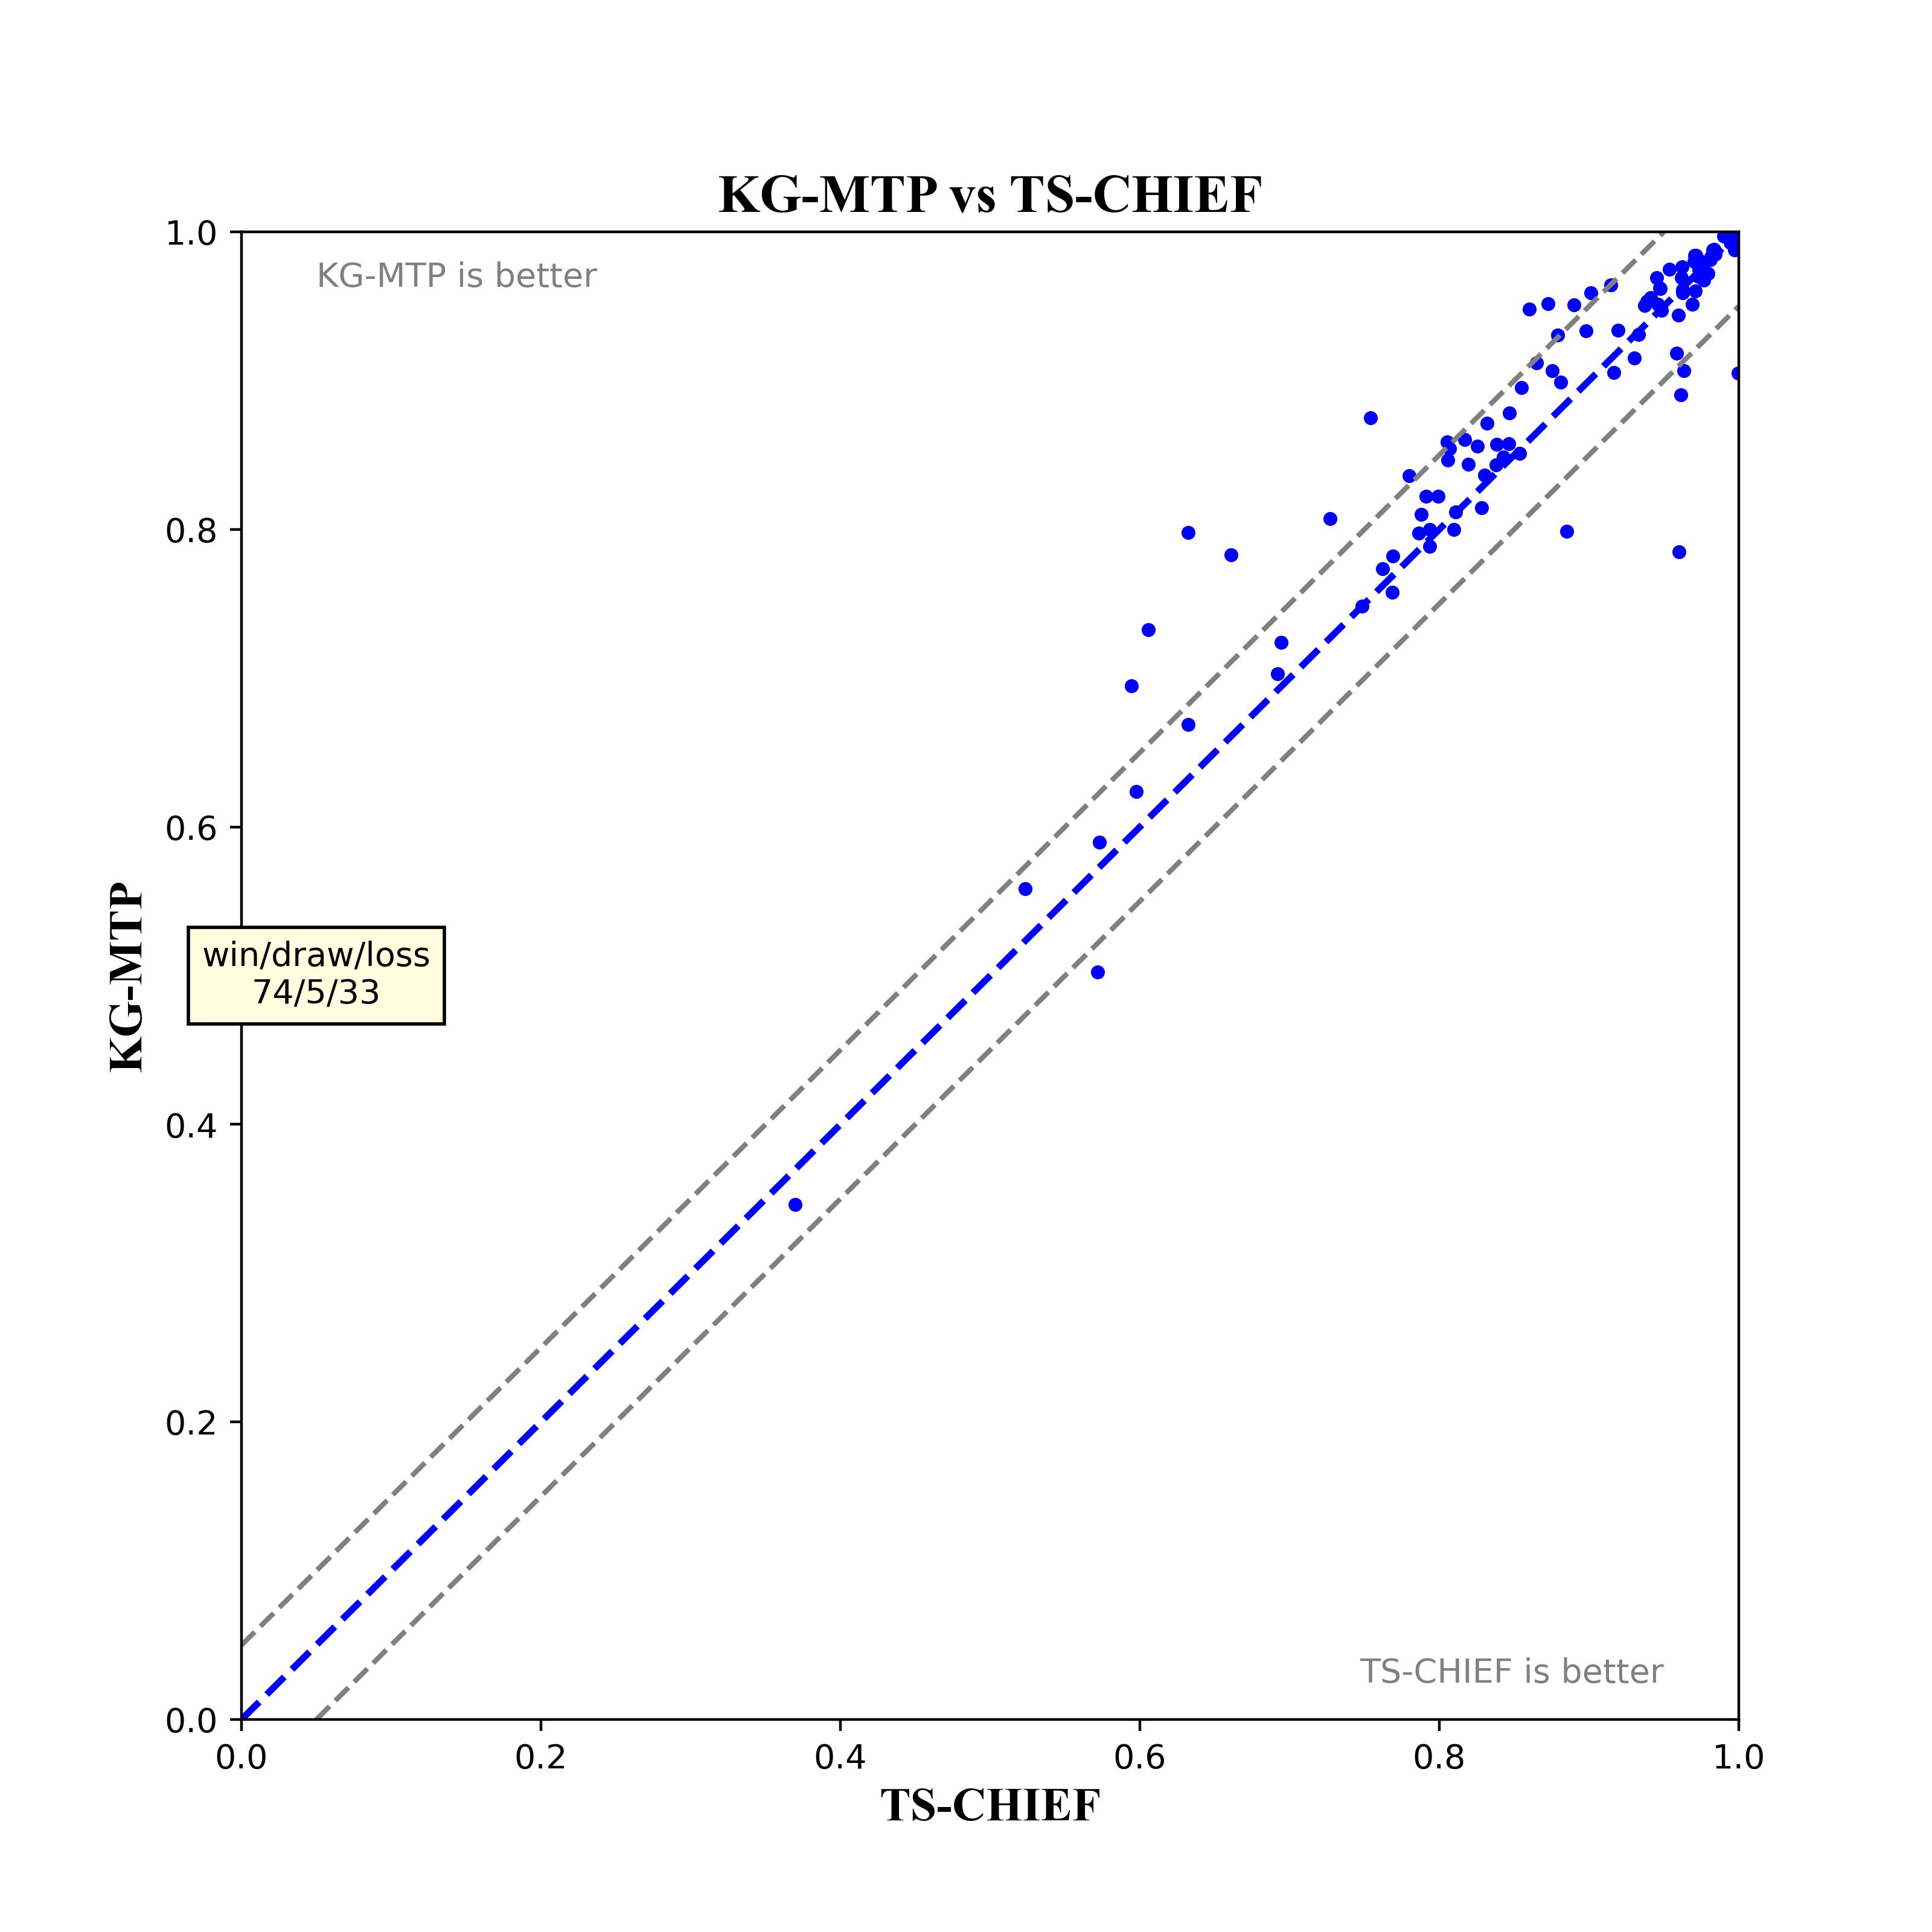 KG-MTP vs TS-CHIEF
1.0
KG-MTP is better
0.8
0.6
KG-MTP
win/draw/loss
74/5/33
0.4
0.2
TS-CHIEF is better
0.0
0.0 0.2 0.4 0.6 0.8 1.0
TS-CHIEF